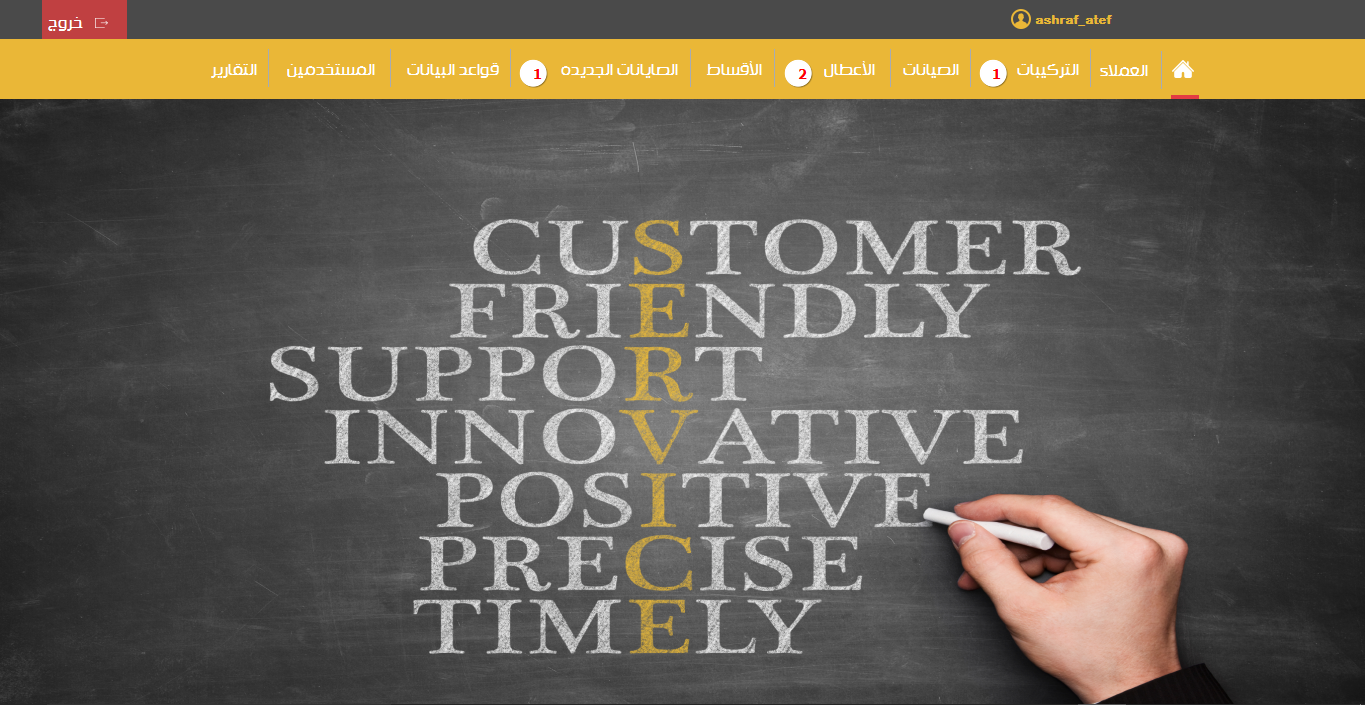 ashraf_atef
خروج
العملاء
التركيبات 1
الصيانات
الأعطال 2
الأقساط
الصايانات الجديدة 1
قواعد البيانات
المستخدمين
التقارير
CUSTOMER
FRIENDLY
SUPPORT
INNOVATIVE
POSITIVE
PRECISE
TIMELY